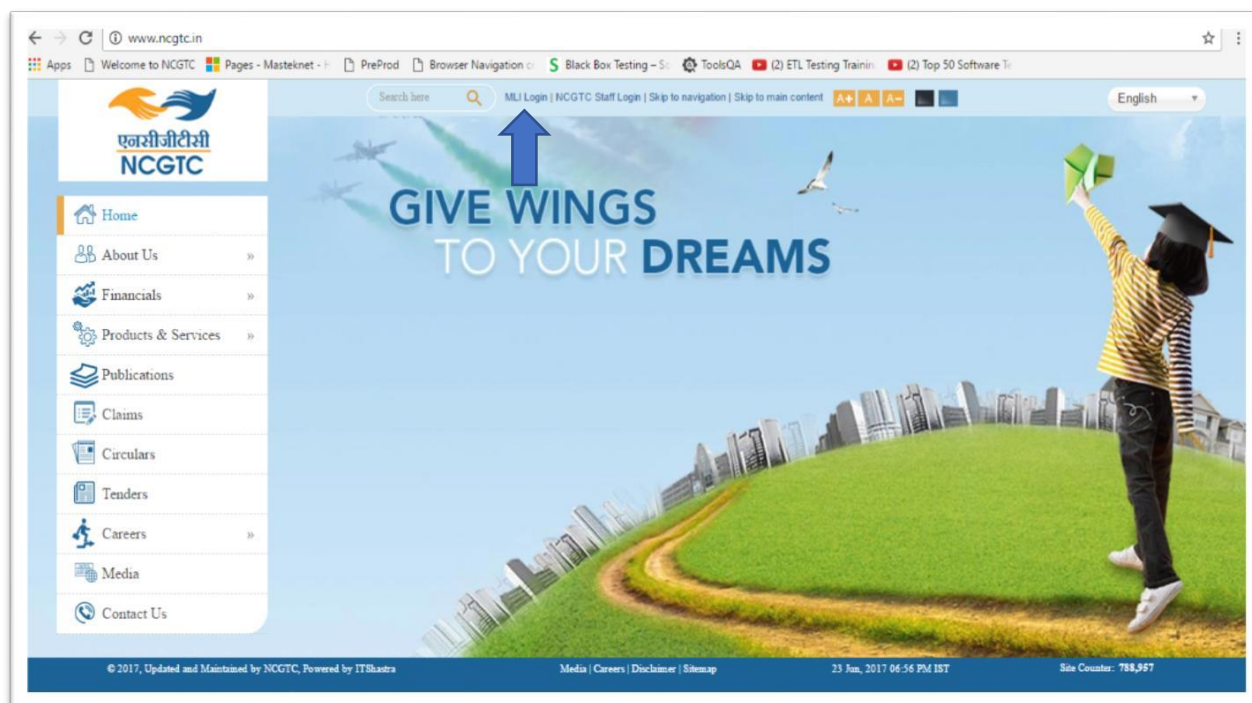 www.ncgtc.in
Apps Welcome to NCGTC Pages - Masteknet - H PreProd Browser Navigation co Black Box Testing – So ToolsQA (2) ETL Testing Trainin (2) Top 50 Software Te
Search here MLI Login | NCGTC Staff Login | Skip to navigation | Skip to main content A+ A A- English
एनसीजीटीसी
NCGTC
GIVE WINGS
TO YOUR DREAMS
Home
About Us »
Financials »
Products & Services »
Publications
Claims
Circulars
Tenders
Careers »
Media
Contact Us
© 2017, Updated and Maintained by NCGTC, Powered by ITShastra Media | Careers | Disclaimer | Sitemap 23 Jun, 2017 06:56 PM IST Site Counter: 788,957